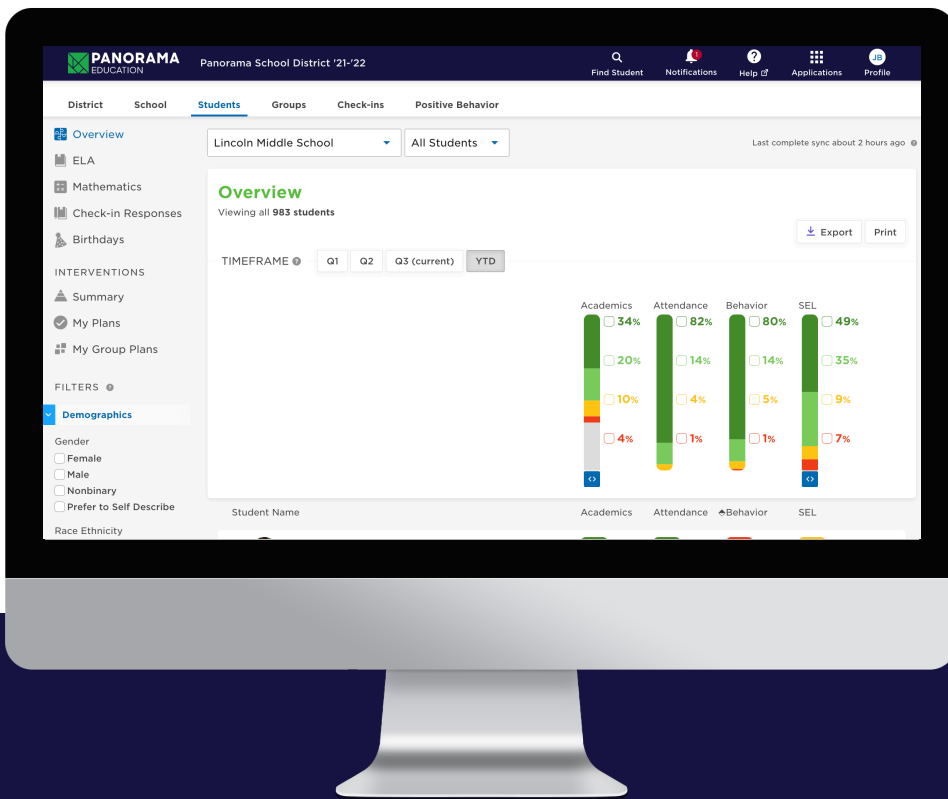 PANORAMA
EDUCATION
Panorama School District '21-'22
Find Student
Notifications
1
Help
?
Applications
JB
Profile
District School Students Groups Check-ins Positive Behavior
Overview
ELA
Mathematics
Check-in Responses
Birthdays
INTERVENTIONS
Summary
My Plans
My Group Plans
FILTERS ?
Demographics
Gender
Female
Male
Nonbinary
Prefer to Self Describe
Race Ethnicity
Lincoln Middle School
All Students
Last complete sync about 2 hours ago ?
Overview
Viewing all 983 students
Export Print
TIMEFRAME ? Q1 Q2 Q3 (current) YTD
Academics Attendance Behavior SEL
34% 82% 80% 49%
20% 14% 14% 35%
10% 4% 5% 9%
4% 1% 1% 7%
Student Name Academics Attendance Behavior SEL